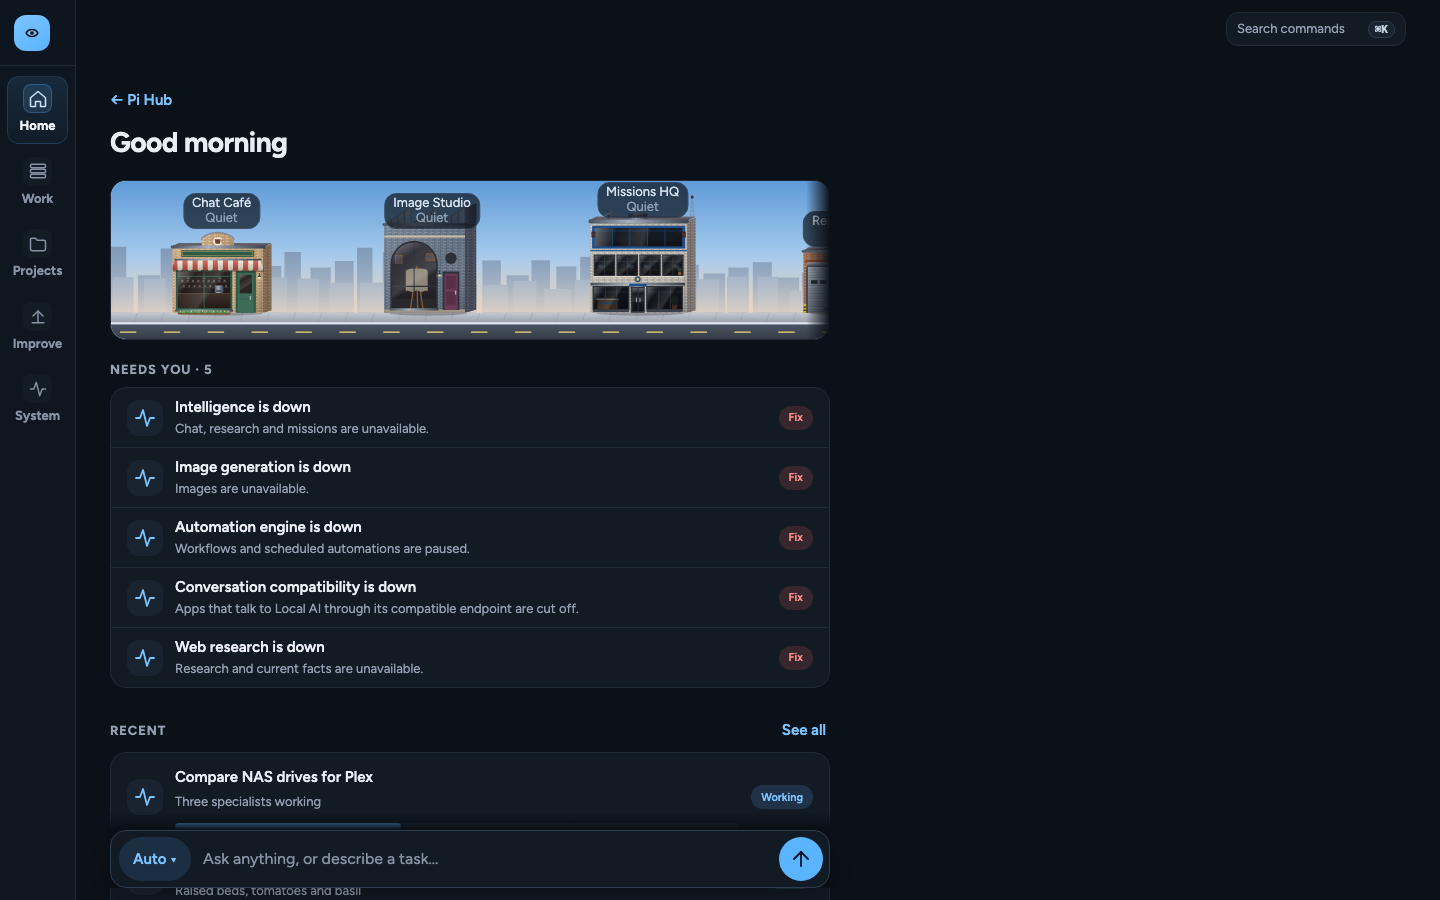 Search commands ⌘K
← Pi Hub
Home
Good morning
Work
Projects
Improve
System
Chat Café
Quiet
Image Studio
Quiet
Missions HQ
Quiet
NEEDS YOU · 5
Intelligence is down
Chat, research and missions are unavailable.
Fix
Image generation is down
Images are unavailable.
Fix
Automation engine is down
Workflows and scheduled automations are paused.
Fix
Conversation compatibility is down
Apps that talk to Local AI through its compatible endpoint are cut off.
Fix
Web research is down
Research and current facts are unavailable.
Fix
RECENT
See all
Compare NAS drives for Plex
Three specialists working
Working
Auto ▾
Ask anything, or describe a task...
Raised beds, tomatoes and basil